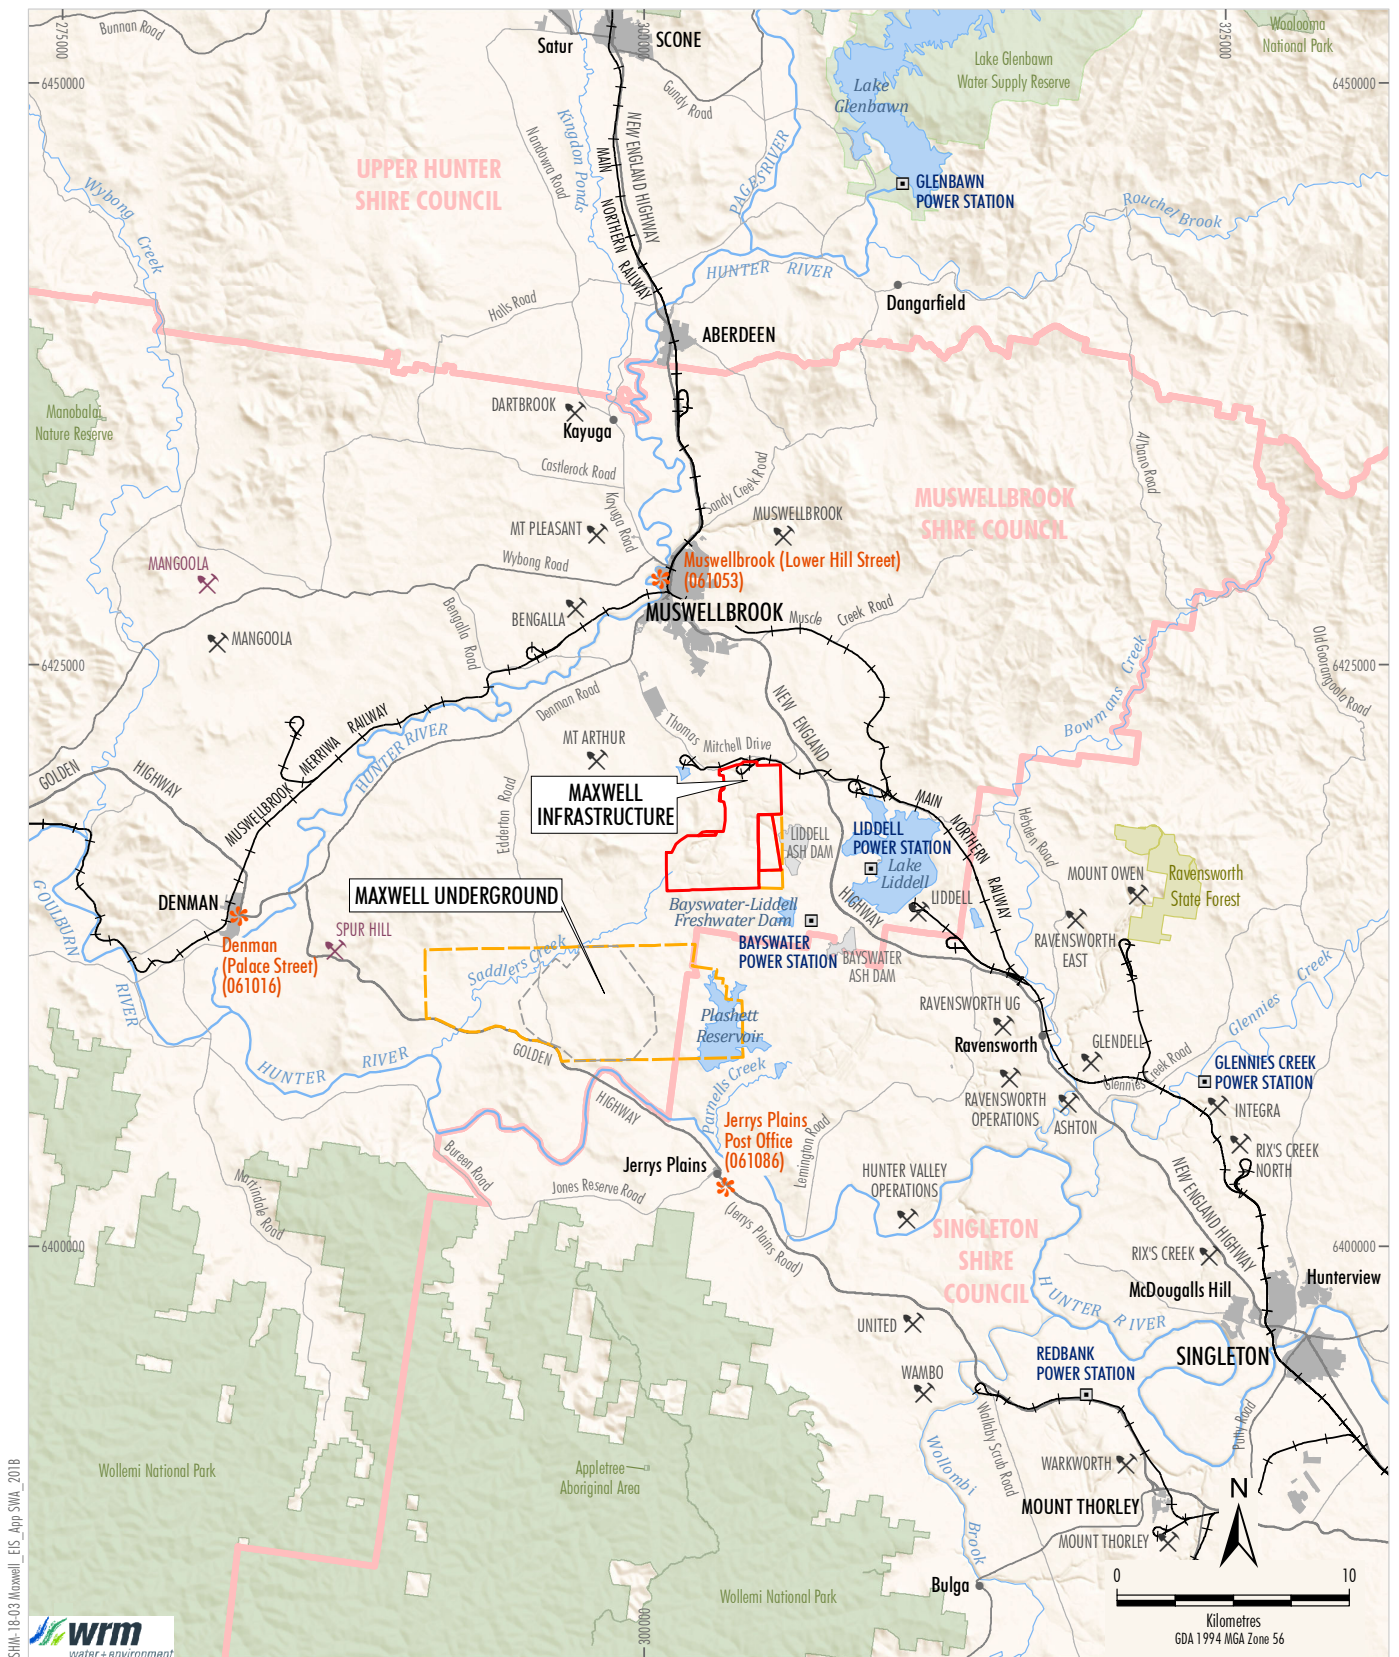 Bunnan Road
275000
Satur
SCONE
300000
325000
Woolooma
National Park
6450000
6450000
Lake Glenbawn
Water Supply Reserve
Lake
Glenbawn
Gundy Road
Kingdon Ponds
Nandowra Road
NEW ENGLAND HIGHWAY
MAIN
NORTHERN RAILWAY
PAGES RIVER
UPPER HUNTER
SHIRE COUNCIL
Wybong
Creek
GLENBAWN
POWER STATION
Rouchel Brook
HUNTER RIVER
Dangarfield
Halls Road
ABERDEEN
Manobalai
Nature Reserve
DARTBROOK
Kayuga
Castlerock Road
Kayuga Road
Sandy Creek Road
Albano Road
MUSWELLBROOK
SHIRE COUNCIL
MT PLEASANT
MUSWELLBROOK
Wybong Road
MANGOOLA
Muswellbrook (Lower Hill Street)
(061053)
MUSWELLBROOK
BENGALLA
Bengalla Road
MANGOOLA
Muscle
Creek Road
Old Goorangoola Road
6425000
6425000
Bowmans Creek
Denman Road
NEW ENGLAND
HIGHWAY
Thomas
Mitchell Drive
MT ARTHUR
HUNTER RIVER
MUSWELLBROOK MERRIWA RAILWAY
GOLDEN
HIGHWAY
Edderton Road
MAXWELL
INFRASTRUCTURE
MAIN
NORTHERN
RAILWAY
Hebden Road
LIDDELL
ASH DAM
LIDDELL
POWER STATION
Lake
Liddell
LIDDELL
MOUNT OWEN
Ravensworth
State Forest
GOULBURN
RIVER
DENMAN
Denman
(Palace Street)
(061016)
SPUR HILL
MAXWELL UNDERGROUND
Bayswater-Liddell
Freshwater Dam
BAYSWATER
POWER STATION
BAYSWATER
ASH DAM
RAVENSWORTH
EAST
Saddlers Creek
Plashett
Reservoir
RAVENSWORTH UG
Ravensworth
GLENDELL
Glennies Creek
Glennies Creek Road
GLENNIES CREEK
POWER STATION
INTEGRA
RAVENSWORTH
OPERATIONS
ASHTON
RIX'S CREEK
NORTH
HUNTER RIVER
GOLDEN
HIGHWAY
Parnells Creek
Jerrys Plains
Post Office
(061086)
Jerrys Plains
Bureen Road
Jones Reserve Road
Martindale Road
Lemington Road
HUNTER VALLEY
OPERATIONS
(Jerrys Plains Road)
SINGLETON
SHIRE
COUNCIL
NEW ENGLAND HIGHWAY
RIX'S CREEK
6400000
6400000
McDougalls Hill
Hunterview
HUNTER RIVER
UNITED
SINGLETON
REDBANK
POWER STATION
WAMBO
Wallaby Scrub Road
Putty Road
Wollombi
Brook
WARKWORTH
MOUNT THORLEY
MOUNT THORLEY
Wollemi National Park
Appletree
Aboriginal Area
Wollemi National Park
Bulga
N
0
10
Kilometres
GDA 1994 MGA Zone 56
300000
SHM-18-03 Maxwell_EIS_App SWA_201B
wrm
water + environment